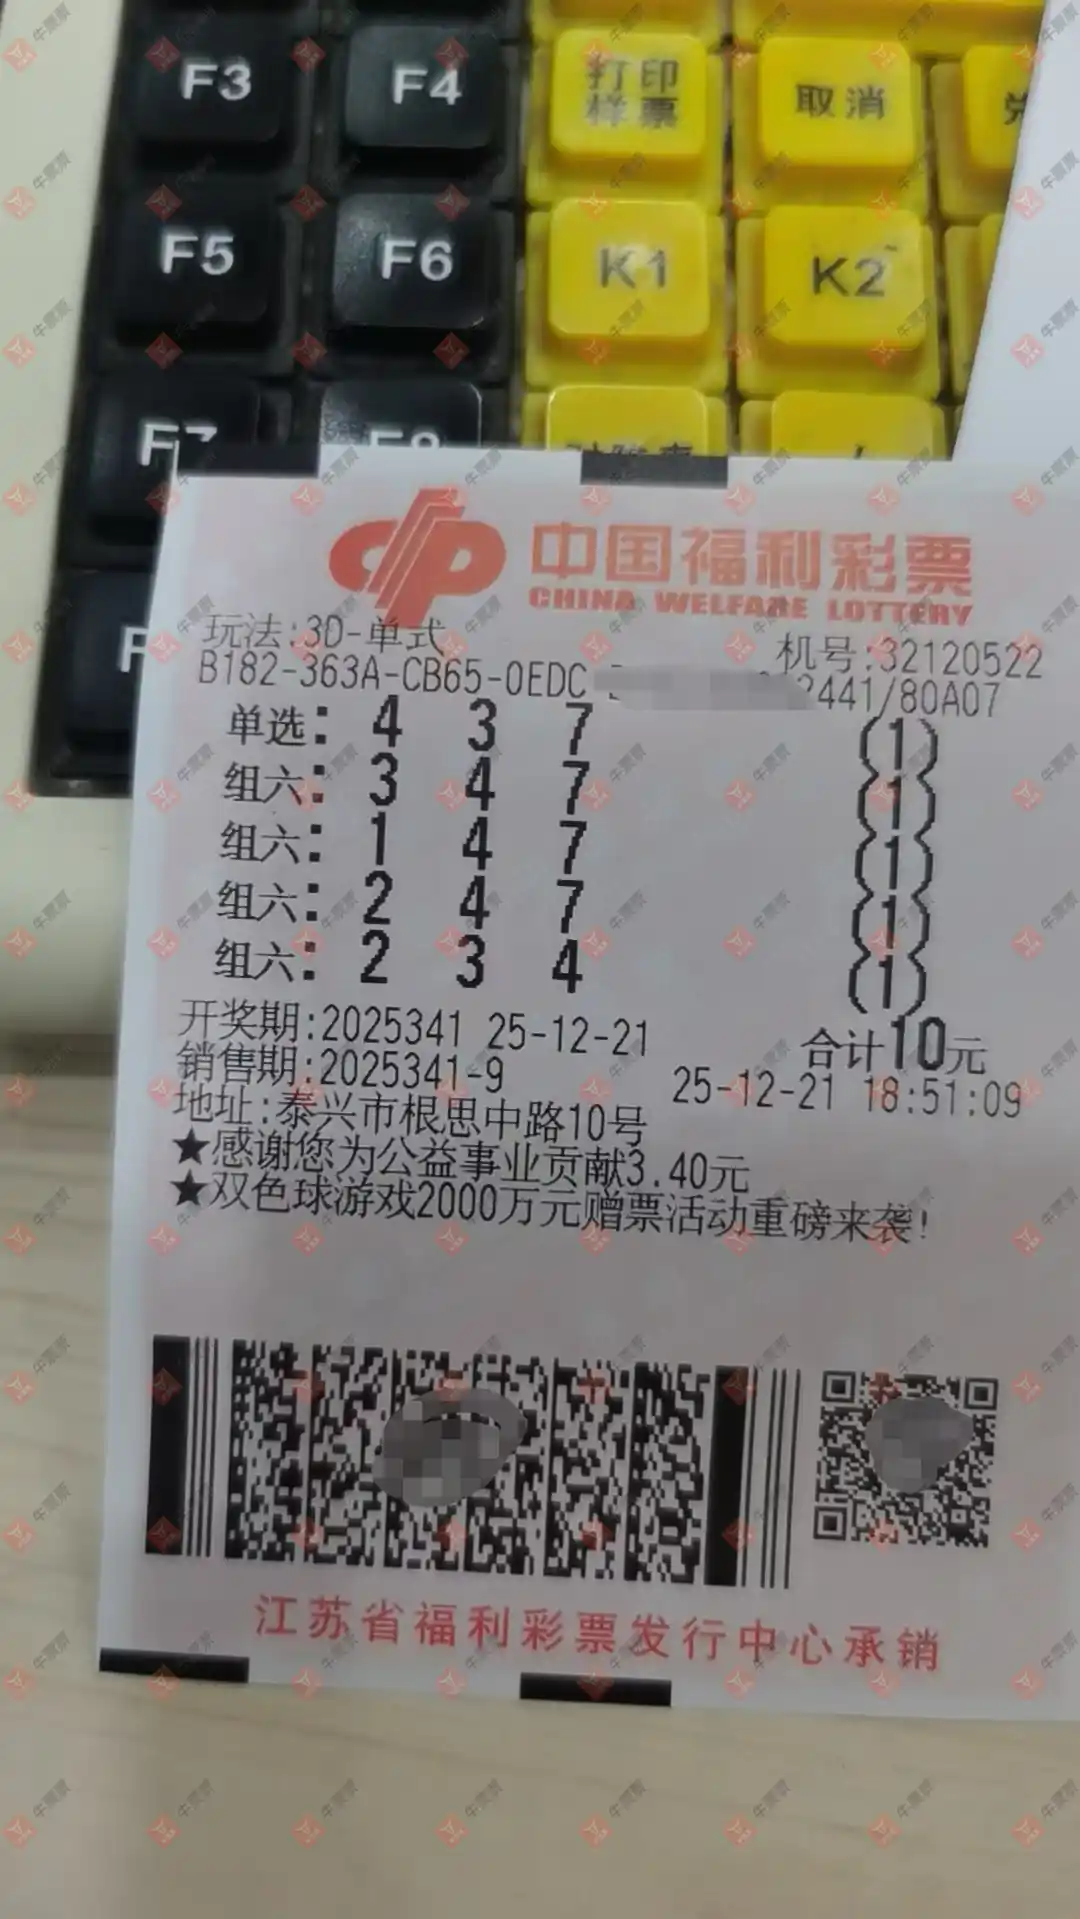 F3 F4 打印样票 取消
F5 F6 K1 K2
F7 F8
中国福利彩票
CHINA WELFARE LOTTERY
玩法:3D-单式
机号:32120522
B182-363A-CB65-0EDC 2441/80A07
单选: 4 3 7 (1)
组六: 3 4 7 (1)
组六: 1 4 7 (1)
组六: 2 4 7 (1)
组六: 2 3 4 (1)
开奖期:2025341 25-12-21 合计10元
销售期:2025341-9 25-12-21 18:51:09
地址:泰兴市根思中路10号
★感谢您为公益事业贡献3.40元
★双色球游戏2000万元赠票活动重磅来袭!
江苏省福利彩票发行中心承销
牛票票